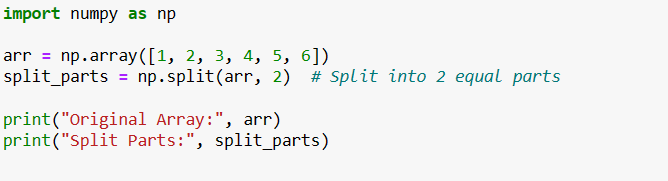 import numpy as np
arr = np.array([1, 2, 3, 4, 5, 6])
split_parts = np.split(arr, 2)  # Split into 2 equal parts
print("Original Array:", arr)
print("Split Parts:", split_parts)